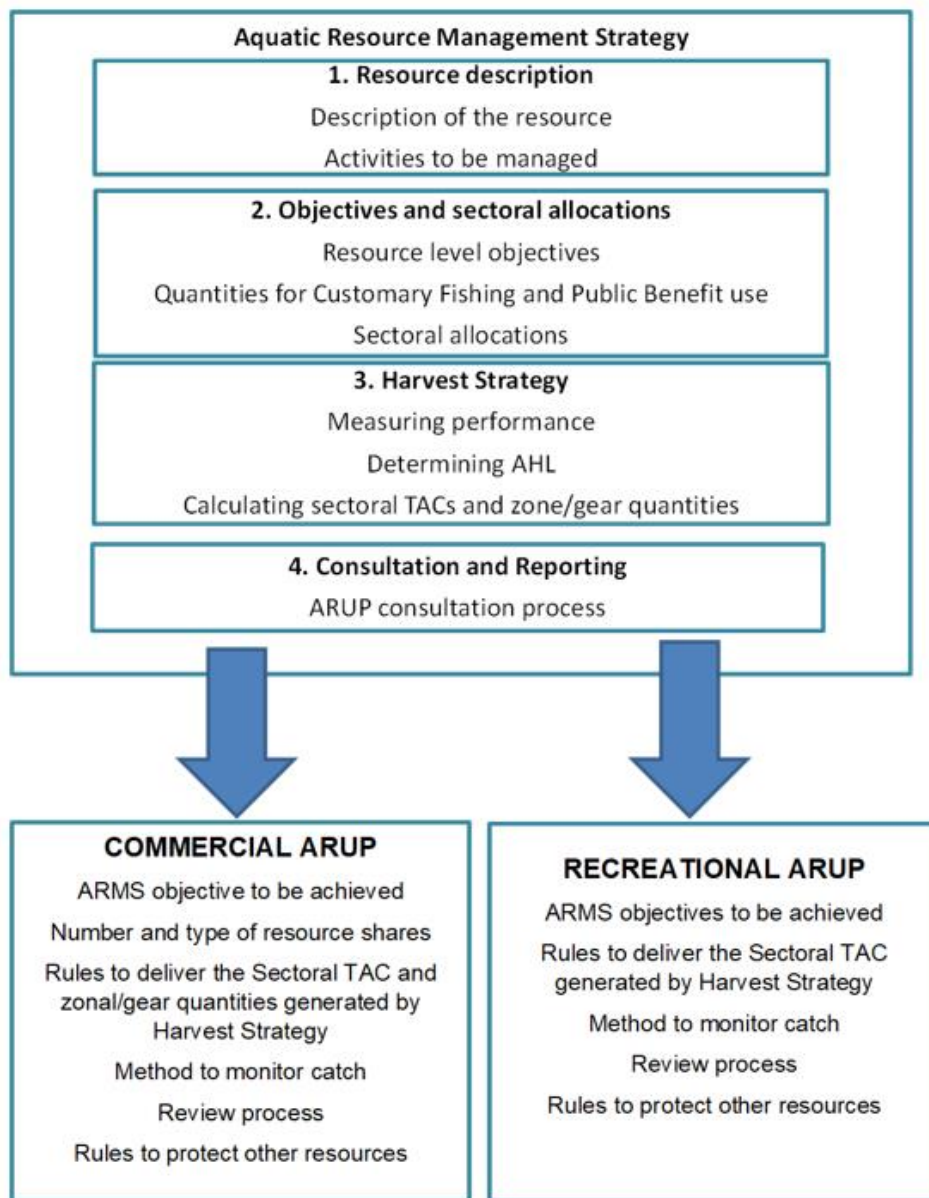 Aquatic Resource Management Strategy
1. Resource description
Description of the resource
Activities to be managed
2. Objectives and sectoral allocations
Resource level objectives
Quantities for Customary Fishing and Public Benefit use
Sectoral allocations
3. Harvest Strategy
Measuring performance
Determining AHL
Calculating sectoral TACs and zone/gear quantities
4. Consultation and Reporting
ARUP consultation process
COMMERCIAL ARUP
ARMS objective to be achieved
Number and type of resource shares
Rules to deliver the Sectoral TAC and
zonal/gear quantities generated by
Harvest Strategy
Method to monitor catch
Review process
Rules to protect other resources
RECREATIONAL ARUP
ARMS objectives to be achieved
Rules to deliver the Sectoral TAC
generated by Harvest Strategy
Method to monitor catch
Review process
Rules to protect other resources